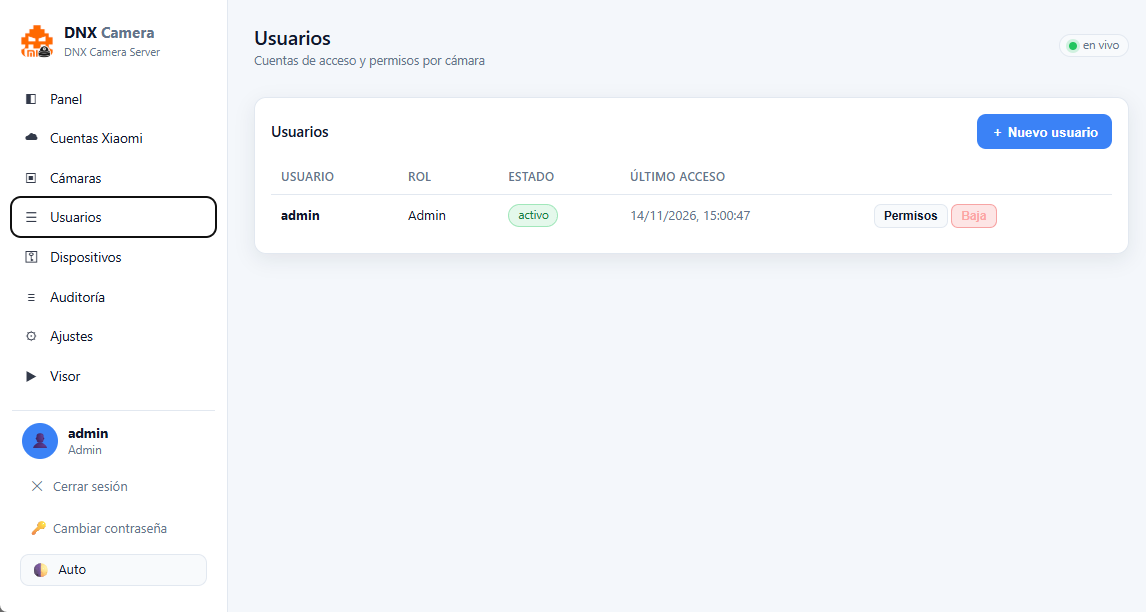 DNX Camera
DNX Camera Server
Panel
Cuentas Xiaomi
Cámaras
Usuarios
Dispositivos
Auditoría
Ajustes
Visor
admin
Admin
Cerrar sesión
Cambiar contraseña
Auto
Usuarios
Cuentas de acceso y permisos por cámara
en vivo
Usuarios
+ Nuevo usuario
USUARIO ROL ESTADO ÚLTIMO ACCESO
admin Admin activo 14/11/2026, 15:00:47 Permisos Baja